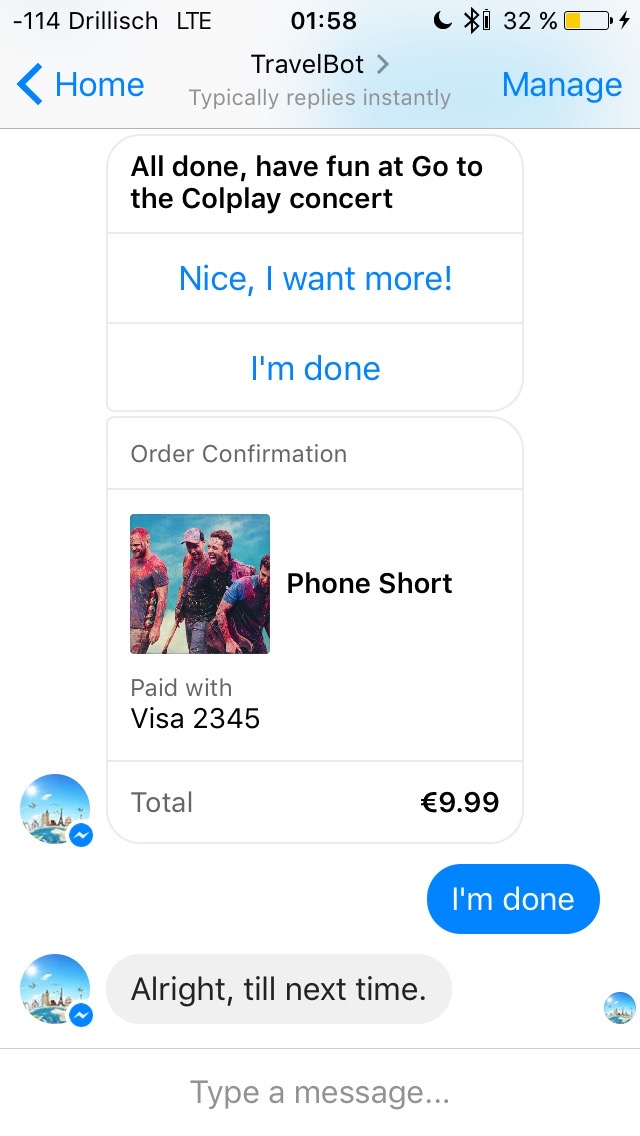 -114 Drillisch LTE 01:58 32 %
Home TravelBot Manage
Typically replies instantly
All done, have fun at Go to
the Colplay concert
Nice, I want more!
I'm done
Order Confirmation
Phone Short
Paid with
Visa 2345
Total €9.99
I'm done
Alright, till next time.
Type a message...